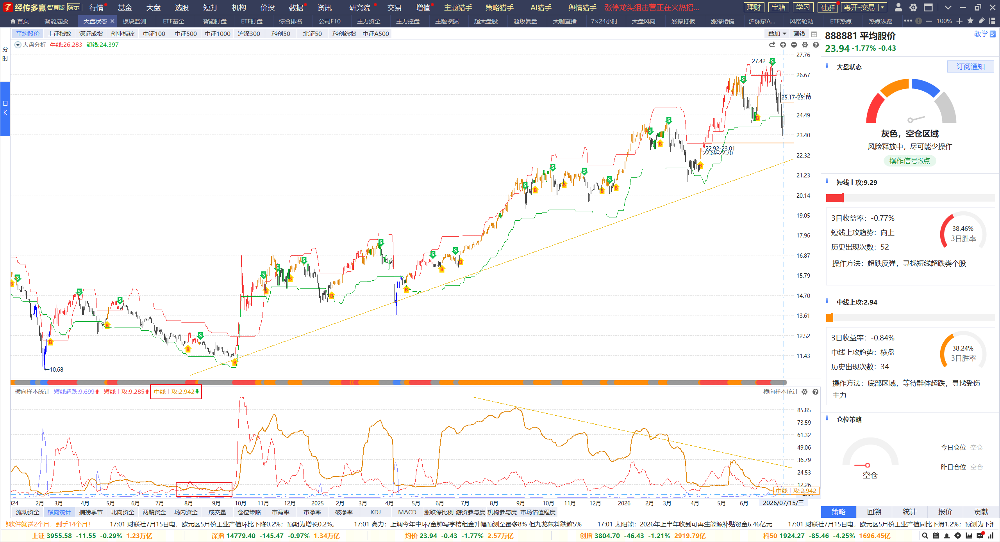 经传多赢 智尊版 演示 行情 基金 大盘 选股 短打 机构 价投 数据 资讯 研究院 交易 增值 主题猎手 策略猎手 AI猎手 舆情猎手 涨停龙头狙击营正在火热招... 理财 宝箱 学习 社群 粤开-交易
首页 智能选股 大盘状态 板块监测 ETF基金 智能盯盘 ETF盯盘 综合排名 公司F10 主力资金 主力控盘 主题挖掘 超大盘股 超级复盘 大咖直播 7×24小时 大盘风向 涨停打板 涨停棱镜 沪深京A... 风格轮动 ETF热点 热点纵览 100%
平均股价 上证指数 深证成指 创业板综 中证100 中证500 中证1000 沪深300 科创50 北证50 科创综指 中证A500 叠加 画线
分时
日K
大盘分析 牛线:26.283 熊线:24.397
27.76
26.67
25.58
24.49
23.40
22.32
21.23
20.14
19.05
17.96
16.87
15.79
14.70
13.61
12.52
11.43
27.42
25.17-25.10
22.92-23.01
22.69-22.70
←10.68
横向样本统计 短线超跌:9.699 短线上攻:9.285 中线上攻:2.942 横向样本统计
85.85
73.59
61.32
49.06
36.79
24.53
12.26
中线上攻:2,942
2月 3月 4月 5月 6月 7月 8月 9月 10月 11月 12月 2025 2月 3月 4月 5月 6月 7月 8月 9月 10月 11月 12月 2026 2月 3月 4月 5月 6月 2026/07/15/三
流动资金 横向统计 捕捞季节 北向资金 两融资金 场内资金 成交量 仓位策略 市盈率 市净率 破净率 KDJ MACD 涨跌停比例 游资参与度 机构参与度 市场估值程度
888881 平均股价 教学
23.94 -1.77% -0.43
大盘状态 订阅通知
灰色，空仓区域
风险释放中，尽可能少操作
操作信号:S点
短线上攻:9.29
3日收益率：-0.77%
短线上攻趋势：向上
历史出现次数：52
38.46%
3日胜率
操作方法：超跌反弹，寻找短线超跌类个股
中线上攻:2.94
3日收益率：-0.84%
中线上攻趋势：横盘
历史出现次数：34
38.24%
3日胜率
操作方法：底部区域，等待群体超跌，寻找受伤
主力
仓位策略
今日仓位 空仓
昨日仓位 空仓
空仓
策略 回溯 统计 报价 贡献
软件就送2个月，到手14个月！ 17:01 财联社7月15日电，欧元区5月份工业产值环比下降0.2%；预期为增长0.2%。 17:01 高力：上调今年中环/金钟写字楼租金升幅预测至最多8% 但九龙东料跌逾5% 17:01 太阳能：2026年上半年收到可再生能源补贴资金6.46亿元 17:01 财联社7月15日电，欧元区5月份工业产值同比下滑1.2%；预测为下滑
上证 3955.58 -11.55 -0.29% 1.23万亿 深指 14779.40 -145.47 -0.97% 1.34万亿 均价 23.94 -0.43 -1.77% 2.57万亿 创指 3804.70 -46.43 -1.21% 2919.79亿 科50 1924.27 -85.46 -4.25% 1696.45亿